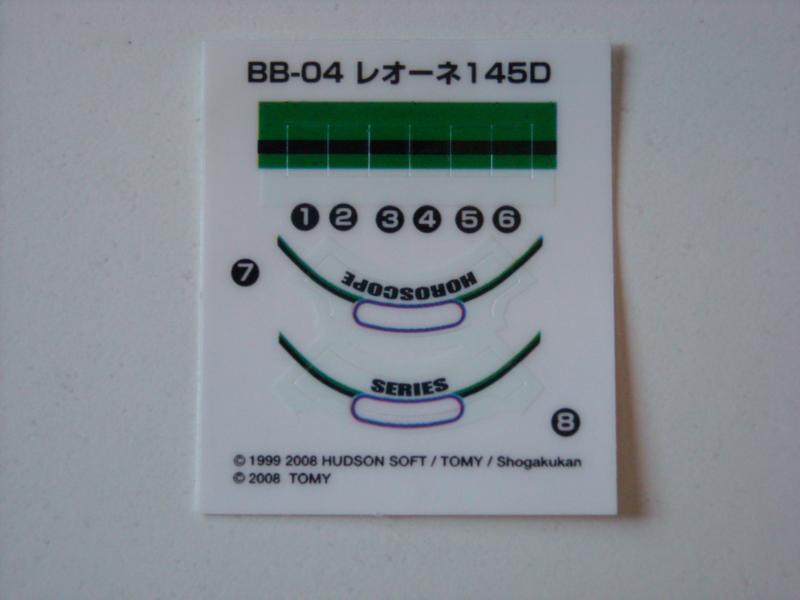 BB-04 レオーネ145D
1 2 3 4 5 6
7
HOROSCOPE
SERIES
8
© 1999 2008 HUDSON SOFT / TOMY / Shogakukan
© 2008 TOMY